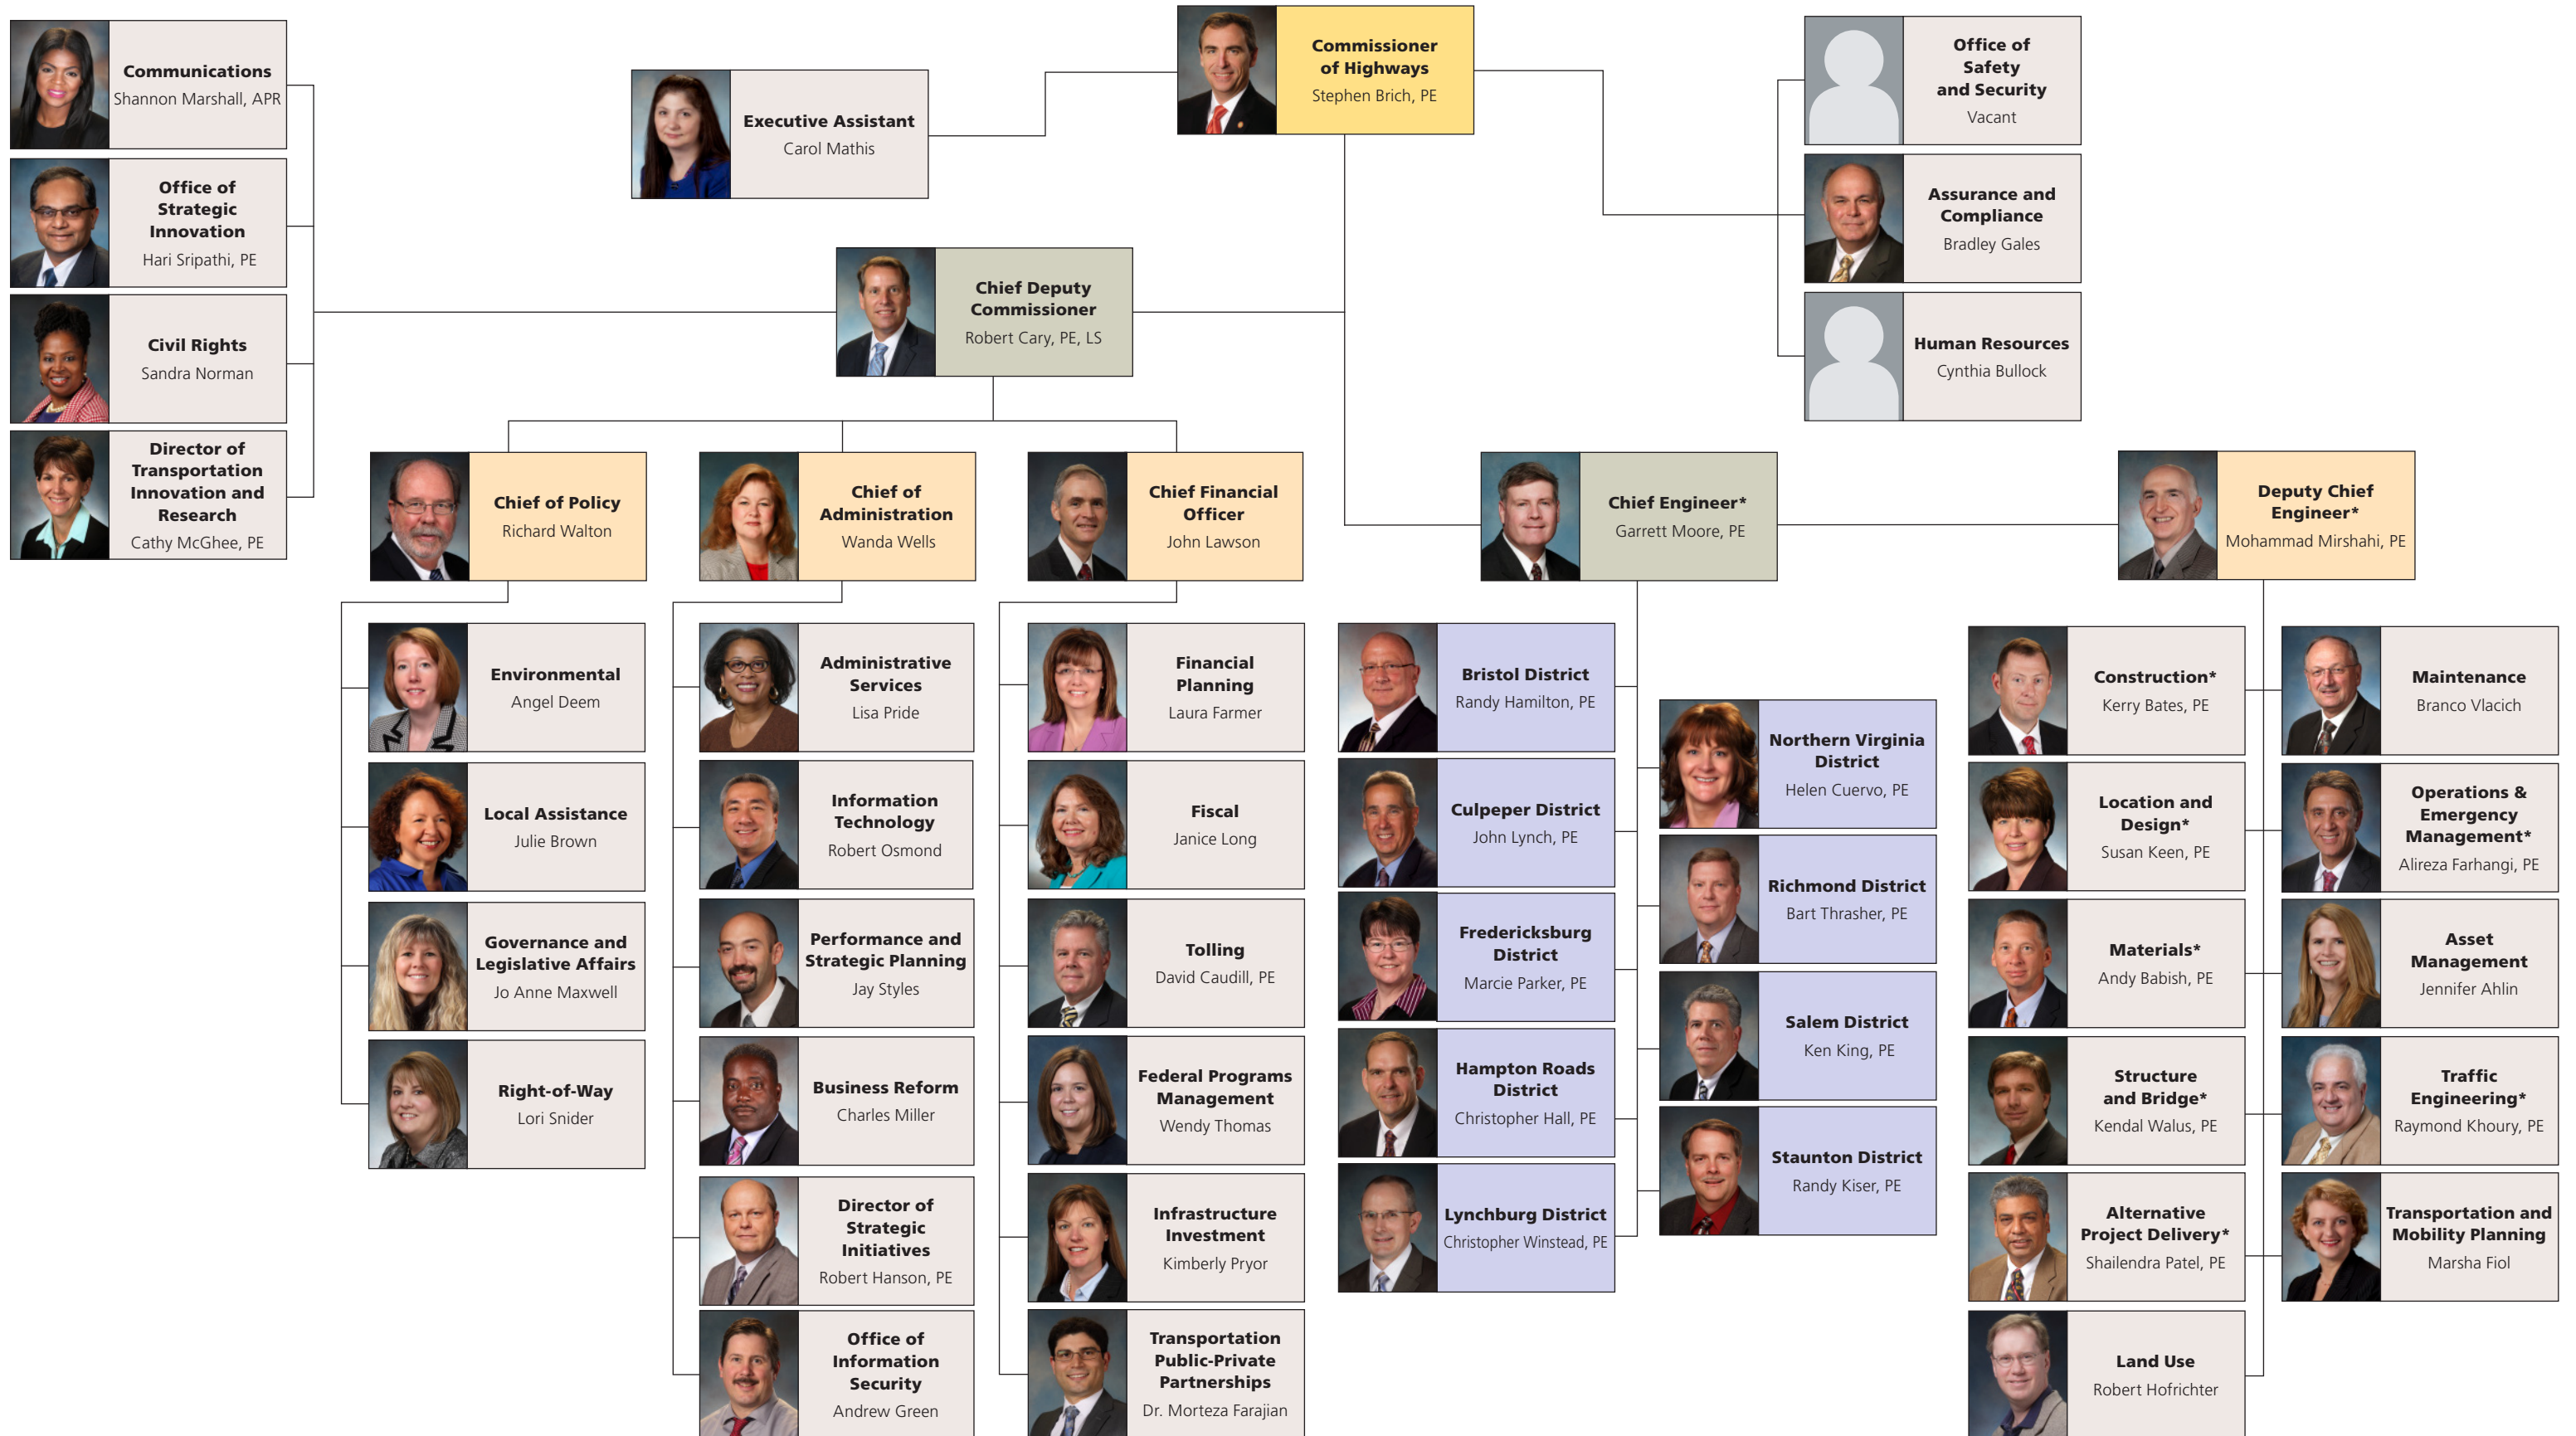 Communications
Shannon Marshall, APR
Office of
Strategic
Innovation
Hari Sripathi, PE
Civil Rights
Sandra Norman
Director of
Transportation
Innovation and
Research
Cathy McGhee, PE
Executive Assistant
Carol Mathis
Commissioner
of Highways
Stephen Brich, PE
Office of
Safety
and Security
Vacant
Assurance and
Compliance
Bradley Gales
Human Resources
Cynthia Bullock
Chief Deputy
Commissioner
Robert Cary, PE, LS
Chief of Policy
Richard Walton
Chief of
Administration
Wanda Wells
Chief Financial
Officer
John Lawson
Chief Engineer*
Garrett Moore, PE
Deputy Chief
Engineer*
Mohammad Mirshahi, PE
Environmental
Angel Deem
Local Assistance
Julie Brown
Governance and
Legislative Affairs
Jo Anne Maxwell
Right-of-Way
Lori Snider
Administrative
Services
Lisa Pride
Information
Technology
Robert Osmond
Performance and
Strategic Planning
Jay Styles
Business Reform
Charles Miller
Director of
Strategic
Initiatives
Robert Hanson, PE
Office of
Information
Security
Andrew Green
Financial
Planning
Laura Farmer
Fiscal
Janice Long
Tolling
David Caudill, PE
Federal Programs
Management
Wendy Thomas
Infrastructure
Investment
Kimberly Pryor
Transportation
Public-Private
Partnerships
Dr. Morteza Farajian
Bristol District
Randy Hamilton, PE
Culpeper District
John Lynch, PE
Fredericksburg
District
Marcie Parker, PE
Hampton Roads
District
Christopher Hall, PE
Lynchburg District
Christopher Winstead, PE
Northern Virginia
District
Helen Cuervo, PE
Richmond District
Bart Thrasher, PE
Salem District
Ken King, PE
Staunton District
Randy Kiser, PE
Construction*
Kerry Bates, PE
Location and
Design*
Susan Keen, PE
Materials*
Andy Babish, PE
Structure
and Bridge*
Kendal Walus, PE
Alternative
Project Delivery*
Shailendra Patel, PE
Land Use
Robert Hofrichter
Maintenance
Branco Vlacich
Operations &
Emergency
Management*
Alireza Farhangi, PE
Asset
Management
Jennifer Ahlin
Traffic
Engineering*
Raymond Khoury, PE
Transportation and
Mobility Planning
Marsha Fiol